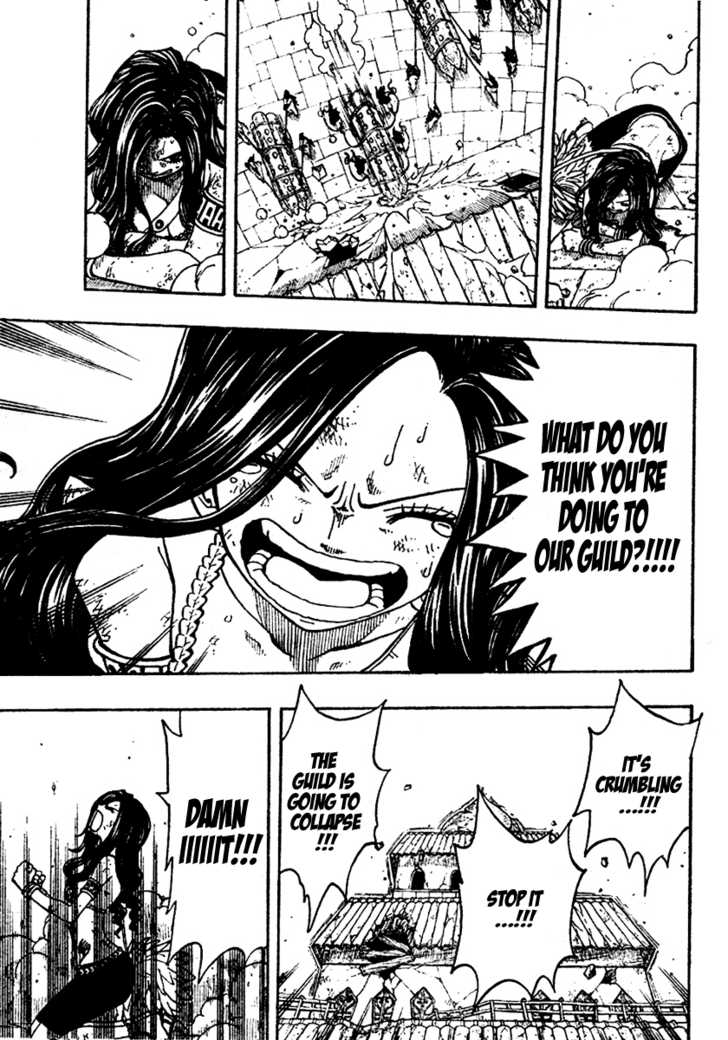 WHAT DO YOU
THINK YOU'RE
DOING TO
OUR GUILD?!!!!
IT'S
CRUMBLING
......!!!
STOP IT
......!!!
THE
GUILD IS
GOING TO
COLLAPSE
!!!
DAMN
IIIIIIT!!!